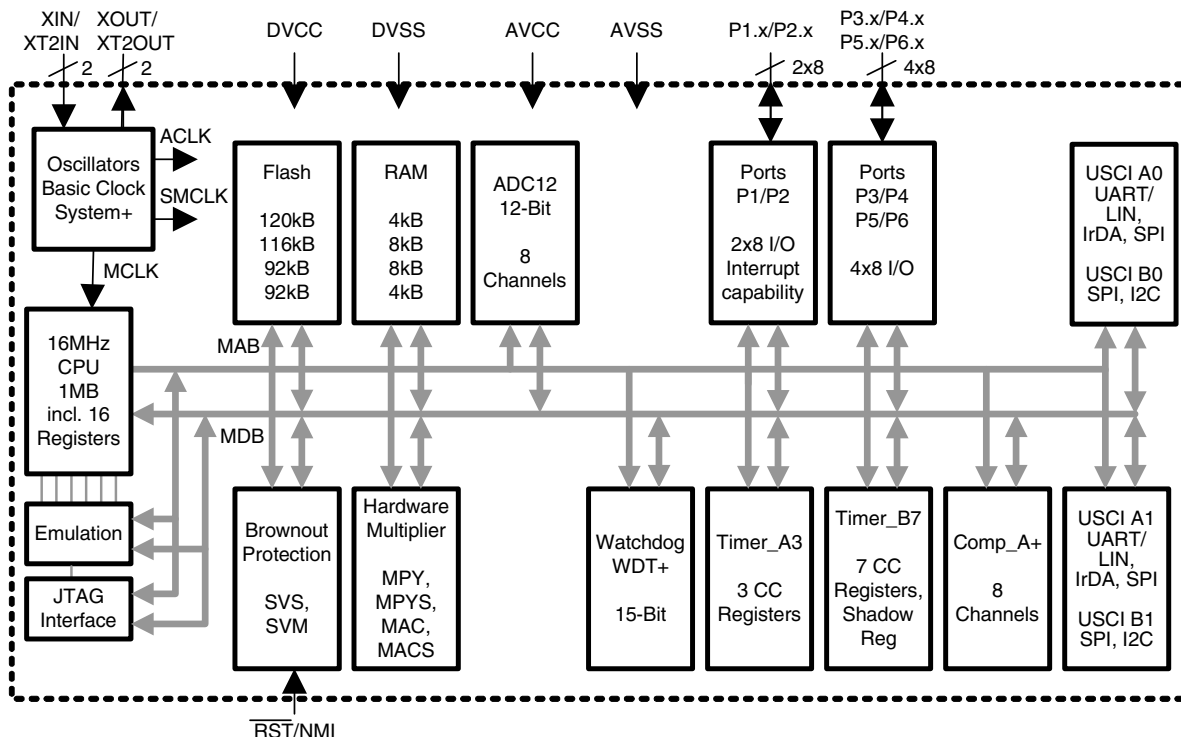 XIN/
XT2IN
2
XOUT/
XT2OUT
2
DVCC
DVSS
AVCC
AVSS
P1.x/P2.x
2x8
P3.x/P4.x
P5.x/P6.x
4x8
Oscillators
Basic Clock
System+
ACLK
SMCLK
MCLK
Flash
120kB
116kB
92kB
92kB
RAM
4kB
8kB
8kB
4kB
ADC12
12-Bit
8
Channels
Ports
P1/P2
2x8 I/O
Interrupt
capability
Ports
P3/P4
P5/P6
4x8 I/O
USCI A0
UART/
LIN,
IrDA, SPI
USCI B0
SPI, I2C
16MHz
CPU
1MB
incl. 16
Registers
MAB
MDB
Emulation
JTAG
Interface
Brownout
Protection
SVS,
SVM
Hardware
Multiplier
MPY,
MPYS,
MAC,
MACS
Watchdog
WDT+
15-Bit
Timer_A3
3 CC
Registers
Timer_B7
7 CC
Registers,
Shadow
Reg
Comp_A+
8
Channels
USCI A1
UART/
LIN,
IrDA, SPI
USCI B1
SPI, I2C
RST/NMI